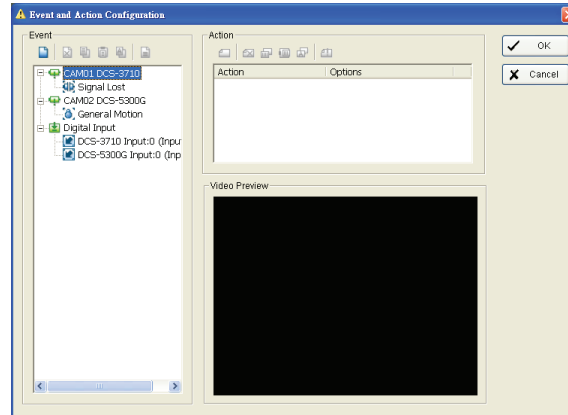 Event and Action Configuration
Event
CAM01 DCS-3710
Signal Lost
CAM02 DCS-5300G
General Motion
Digital Input
DCS-3710 Input:0 (Input
DCS-5300G Input:0 (Inp
Action
Action Options
Video Preview
OK
Cancel